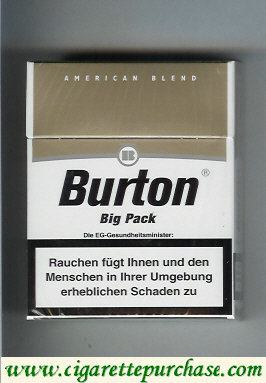 AMERICAN BLEND
B
Burton®
Big Pack
Die EG-Gesundheitsminister:
Rauchen fügt Ihnen und den
Menschen in Ihrer Umgebung
erheblichen Schaden zu
www.cigarettepurchase.com